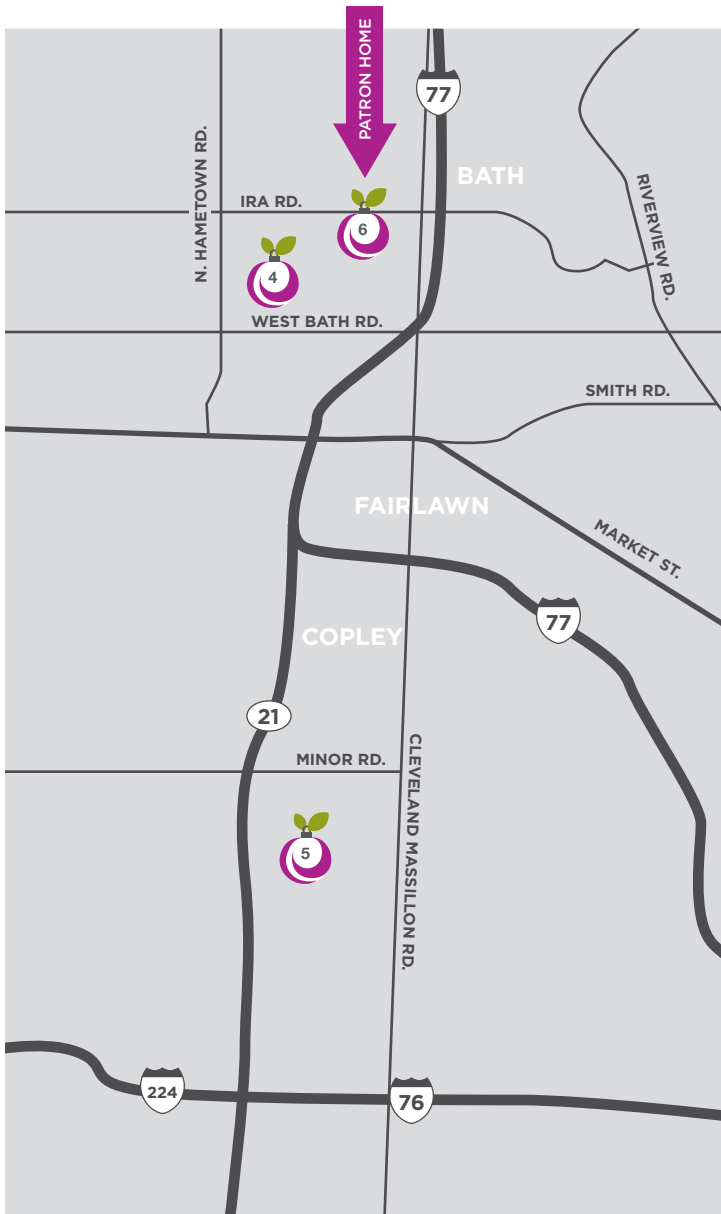 PATRON HOME
77
BATH
N. HAMETOWN RD.
IRA RD.
RIVERVIEW RD.
6
4
WEST BATH RD.
SMITH RD.
FAIRLAWN
MARKET ST.
77
COPLEY
21
CLEVELAND MASSILLON RD.
MINOR RD.
5
224
76